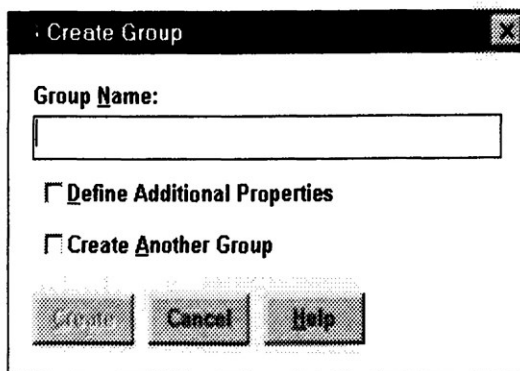 Create Group
Group Name:
Define Additional Properties
Create Another Group
Create Cancel Help